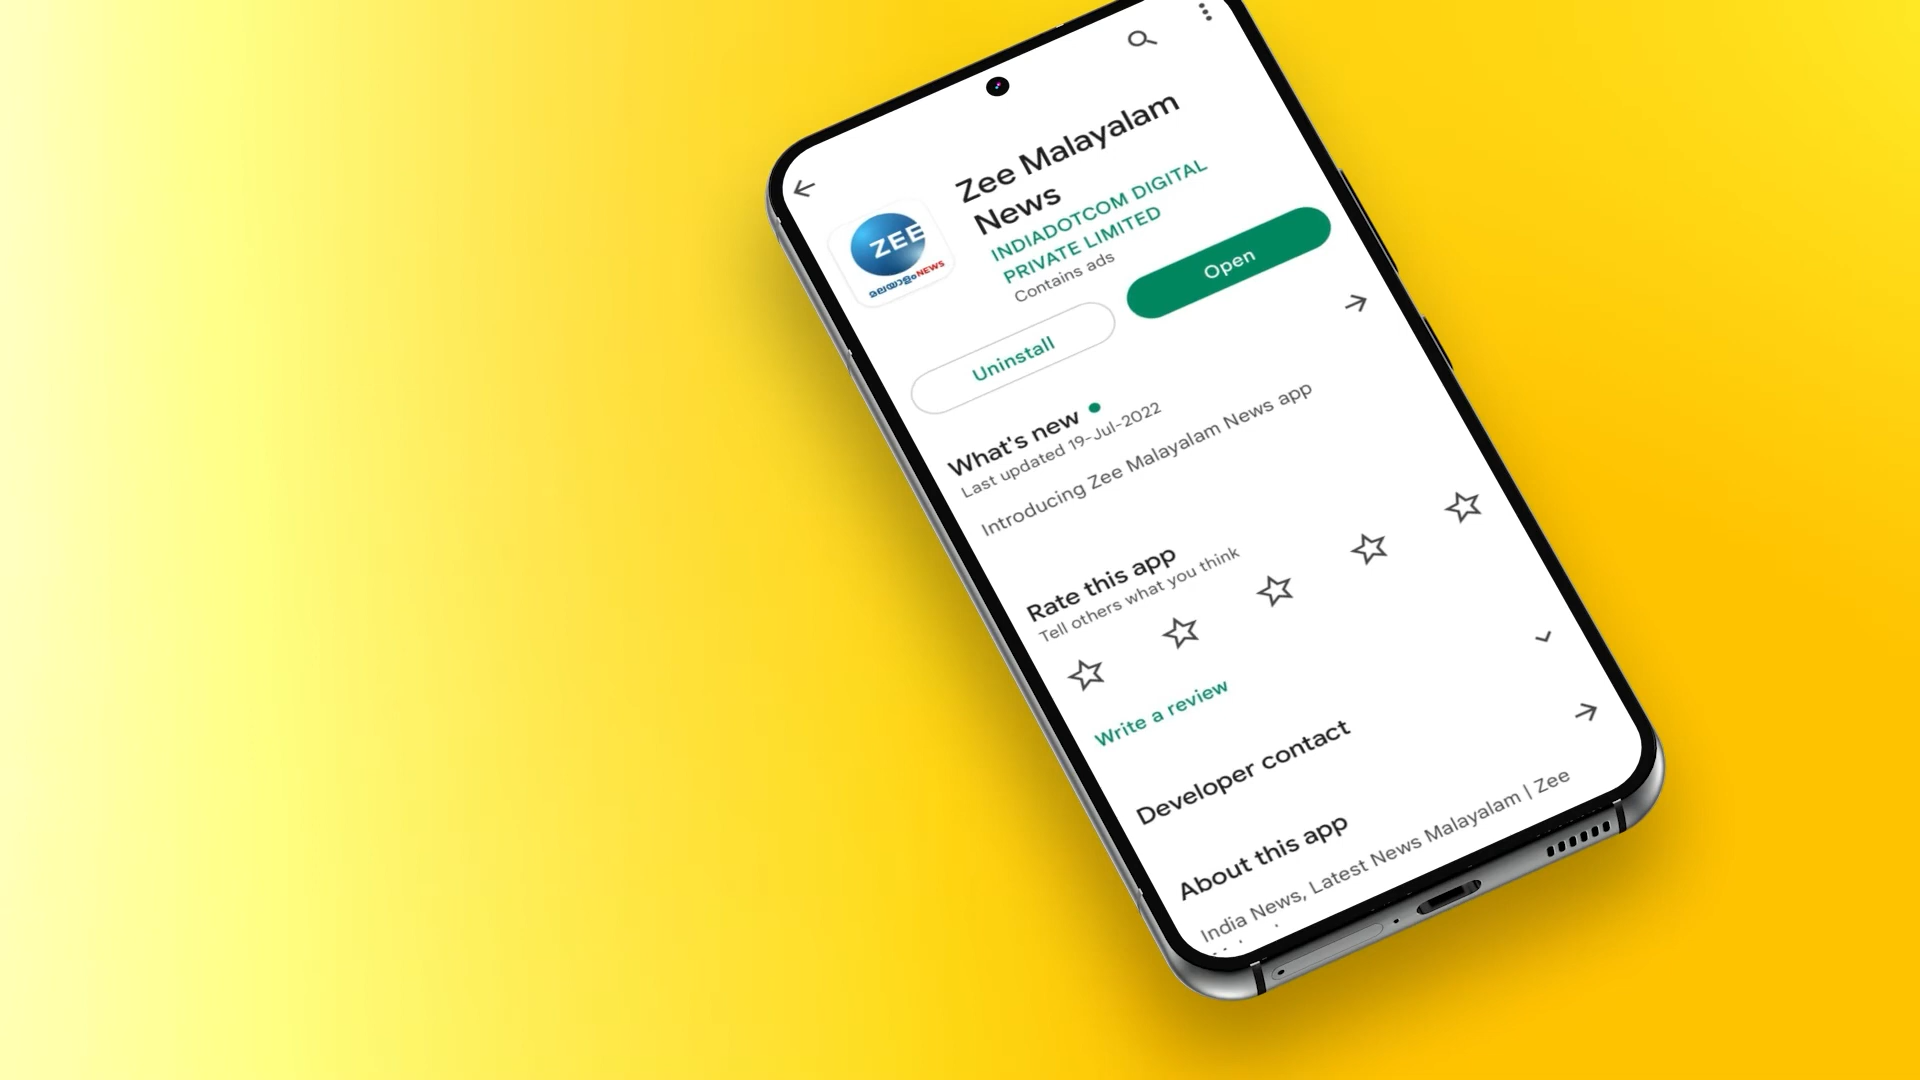 Zee Malayalam
News
INDIADOTCOM DIGITAL
PRIVATE LIMITED
Contains ads
ZEE
മലയാളം NEWS
Uninstall
Open
What's new
Last updated 19-Jul-2022
Introducing Zee Malayalam News app
Rate this app
Tell others what you think
Write a review
Developer contact
About this app
India News, Latest News Malayalam | Zee